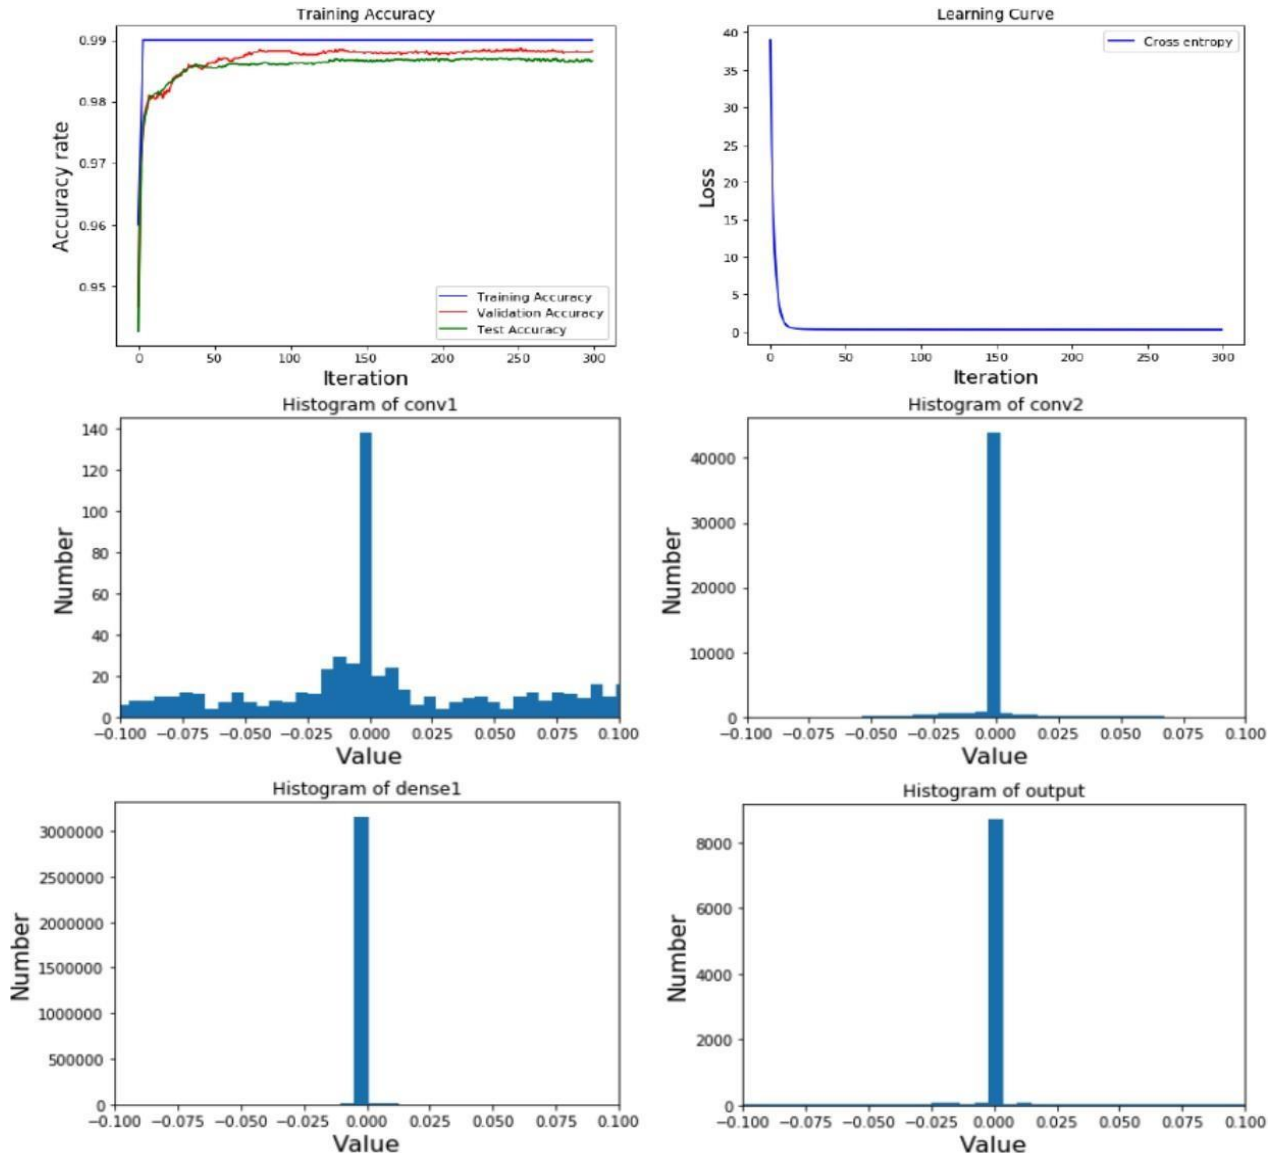 Training Accuracy
0.99
0.98
0.97
0.96
0.95
Accuracy rate
Training Accuracy
Validation Accuracy
Test Accuracy
0 50 100 150 200 250 300
Iteration
Learning Curve
40
35
30
25
20
15
10
5
0
Loss
Cross entropy
0 50 100 150 200 250 300
Iteration
Histogram of conv1
140
120
100
80
60
40
20
0
Number
−0.100 −0.075 −0.050 −0.025 0.000 0.025 0.050 0.075 0.100
Value
Histogram of conv2
40000
30000
20000
10000
0
Number
−0.100 −0.075 −0.050 −0.025 0.000 0.025 0.050 0.075 0.100
Value
Histogram of dense1
3000000
2500000
2000000
1500000
1000000
500000
0
Number
−0.100 −0.075 −0.050 −0.025 0.000 0.025 0.050 0.075 0.100
Value
Histogram of output
8000
6000
4000
2000
0
Number
−0.100 −0.075 −0.050 −0.025 0.000 0.025 0.050 0.075 0.100
Value